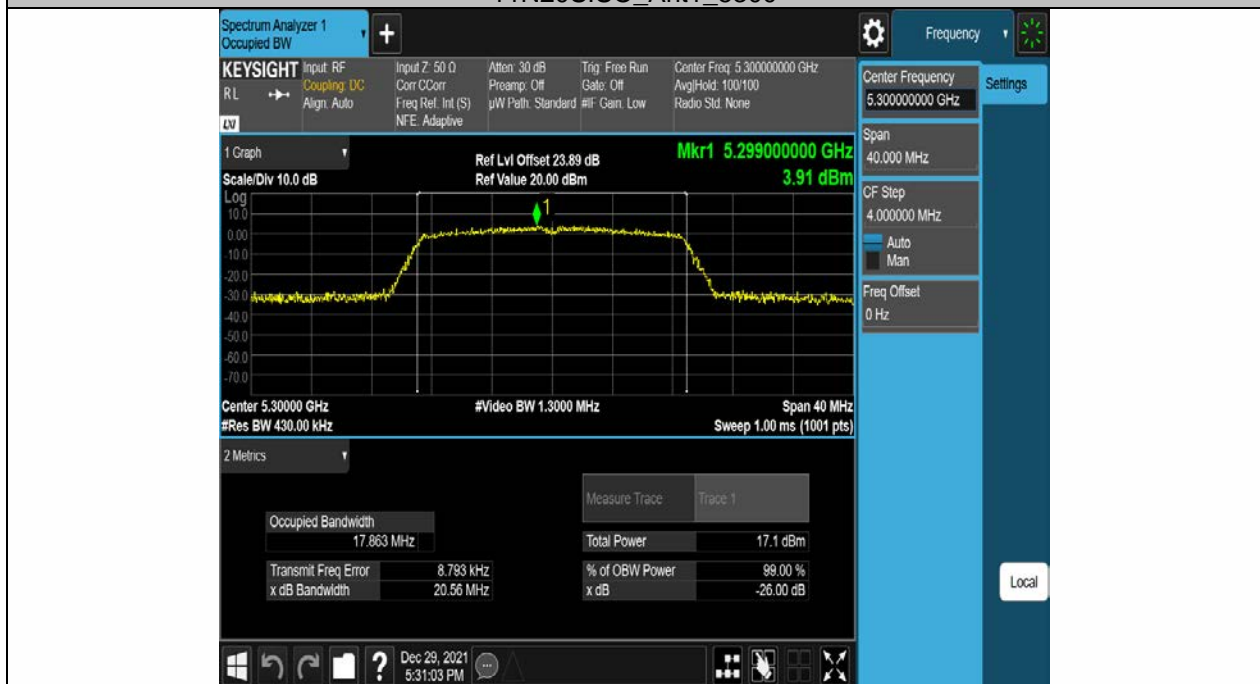 Spectrum Analyzer 1
Occupied BW
Frequency
KEYSIGHT
RL
LXI
Input: RF
Coupling: DC
Align: Auto
Input Z: 50 Ω
Corr CCorr
Freq Ref: Int (S)
NFE: Adaptive
Atten: 30 dB
Preamp: Off
µW Path: Standard
Trig: Free Run
Gate: Off
#IF Gain: Low
Center Freq: 5.300000000 GHz
Avg|Hold: 100/100
Radio Std: None
Center Frequency
5.300000000 GHz
Settings
Span
40.000 MHz
CF Step
4.000000 MHz
Auto
Man
Freq Offset
0 Hz
Local
1 Graph
Scale/Div 10.0 dB
Ref Lvl Offset 23.89 dB
Ref Value 20.00 dBm
Mkr1 5.299000000 GHz
3.91 dBm
Log
10.0
0.00
-10.0
-20.0
-30.0
-40.0
-50.0
-60.0
-70.0
1
Center 5.30000 GHz
#Res BW 430.00 kHz
#Video BW 1.3000 MHz
Span 40 MHz
Sweep 1.00 ms (1001 pts)
2 Metrics
Measure Trace
Trace 1
Occupied Bandwidth
17.863 MHz
Total Power 17.1 dBm
Transmit Freq Error 8.793 kHz
% of OBW Power 99.00 %
x dB Bandwidth 20.56 MHz
x dB -26.00 dB
Dec 29, 2021
5:31:03 PM